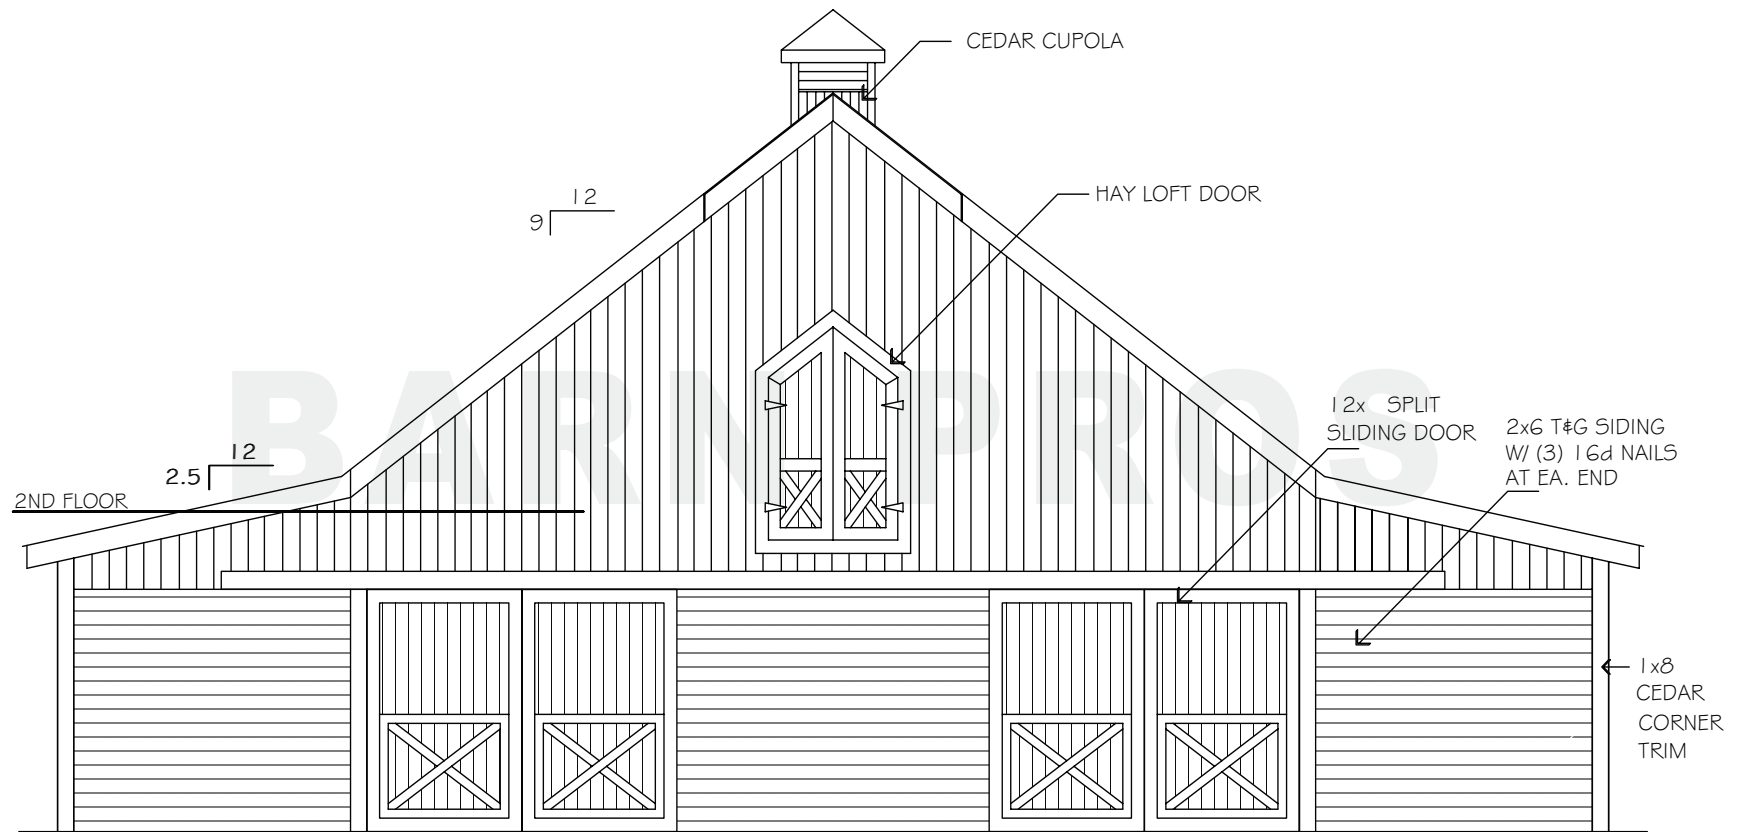 CEDAR CUPOLA
12
9
HAY LOFT DOOR
12x SPLIT
SLIDING DOOR
2x6 T&G SIDING
W/ (3) 16d NAILS
AT EA. END
12
2.5
2ND FLOOR
BARN PROS
1x8
CEDAR
CORNER
TRIM